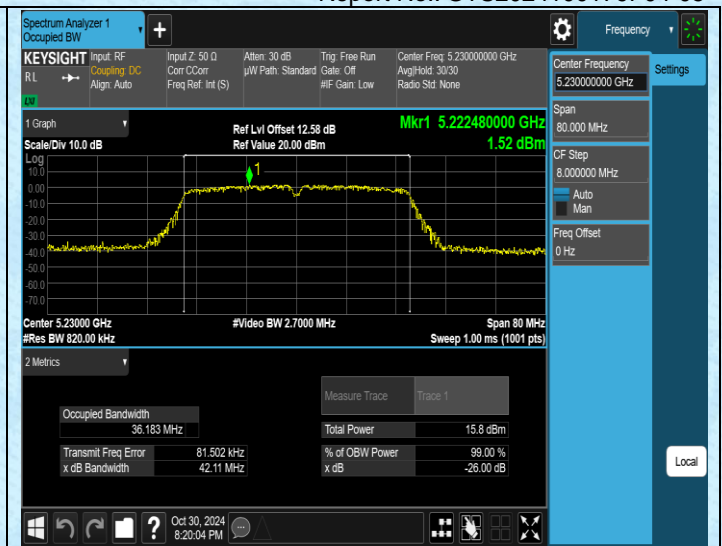 Spectrum Analyzer 1
Occupied BW
Frequency
KEYSIGHT
R L
Input: RF
Coupling: DC
Align: Auto
Input Z: 50 Ω
Corr CCorr
Freq Ref: Int (S)
Atten: 30 dB
µW Path: Standard
Trig: Free Run
Gate: Off
#IF Gain: Low
Center Freq: 5.230000000 GHz
Avg|Hold: 30/30
Radio Std: None
Center Frequency
5.230000000 GHz
Settings
Span
80.000 MHz
CF Step
8.000000 MHz
Auto
Man
Freq Offset
0 Hz
1 Graph
Scale/Div 10.0 dB
Ref Lvl Offset 12.58 dB
Ref Value 20.00 dBm
Mkr1 5.222480000 GHz
1.52 dBm
Log
10.0
0.00
-10.0
-20.0
-30.0
-40.0
-50.0
-60.0
-70.0
1
Center 5.23000 GHz
#Video BW 2.7000 MHz
Span 80 MHz
#Res BW 820.00 kHz
Sweep 1.00 ms (1001 pts)
2 Metrics
Measure Trace
Trace 1
Occupied Bandwidth
36.183 MHz
Total Power
15.8 dBm
Transmit Freq Error
81.502 kHz
% of OBW Power
99.00 %
x dB Bandwidth
42.11 MHz
x dB
-26.00 dB
Local
?
Oct 30, 2024
8:20:04 PM